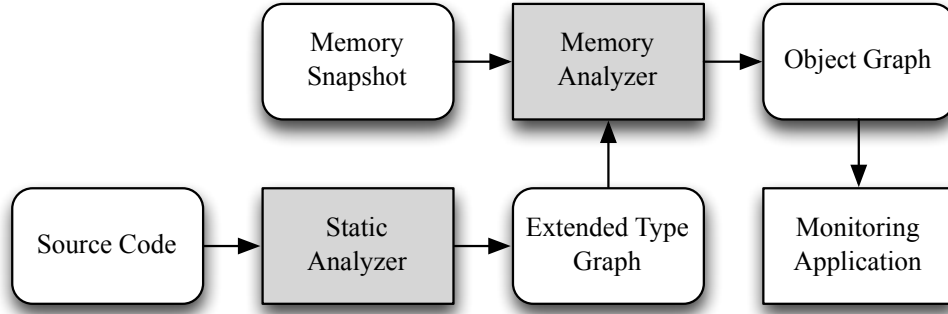 Memory
Snapshot
Memory
Analyzer
Object Graph
Source Code
Static
Analyzer
Extended Type
Graph
Monitoring
Application